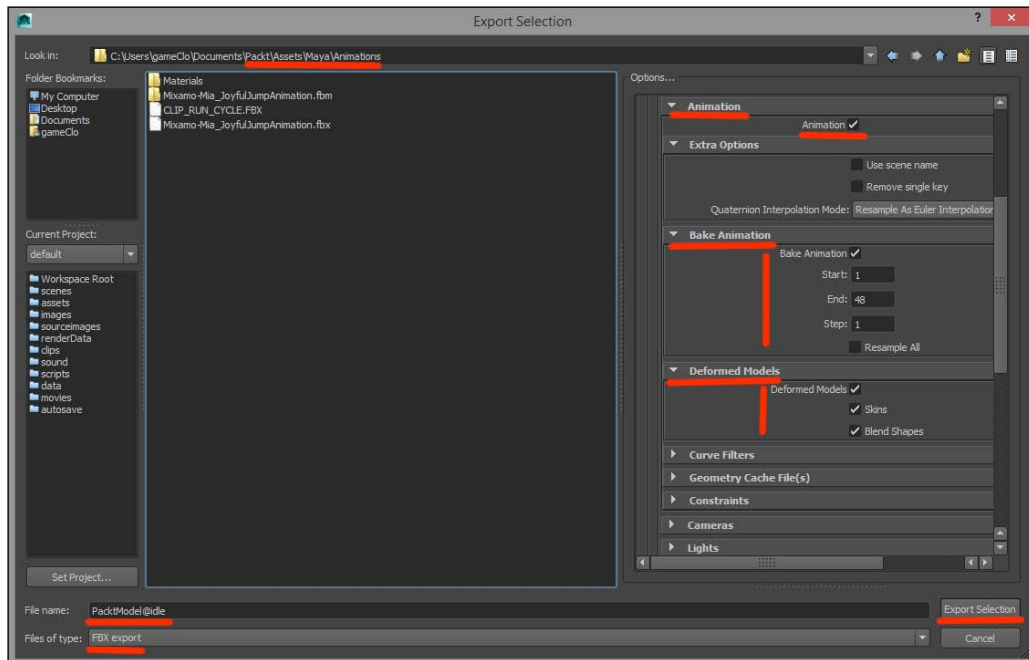 Export Selection
?
Look in:
C:\Users\gameClo\Documents\Packt\Assets\Maya\Animations
Folder Bookmarks:
My Computer
Desktop
Documents
gameClo
Current Project:
default
Workspace Root
scenes
assets
images
sourceimages
renderData
clips
sound
scripts
data
movies
autosave
Set Project...
Materials
Mixamo-Mia_JoyfulJumpAnimation.fbm
CLIP_RUN_CYCLE.FBX
Mixamo-Mia_JoyfulJumpAnimation.fbx
Options...
Animation
Animation
Extra Options
Use scene name
Remove single key
Quaternion Interpolation Mode: Resample As Euler Interpolation
Bake Animation
Bake Animation
Start: 1
End: 48
Step: 1
Resample All
Deformed Models
Deformed Models
Skins
Blend Shapes
Curve Filters
Geometry Cache File(s)
Constraints
Cameras
Lights
File name: PacktModel@idle
Export Selection
Files of type: FBX export
Cancel